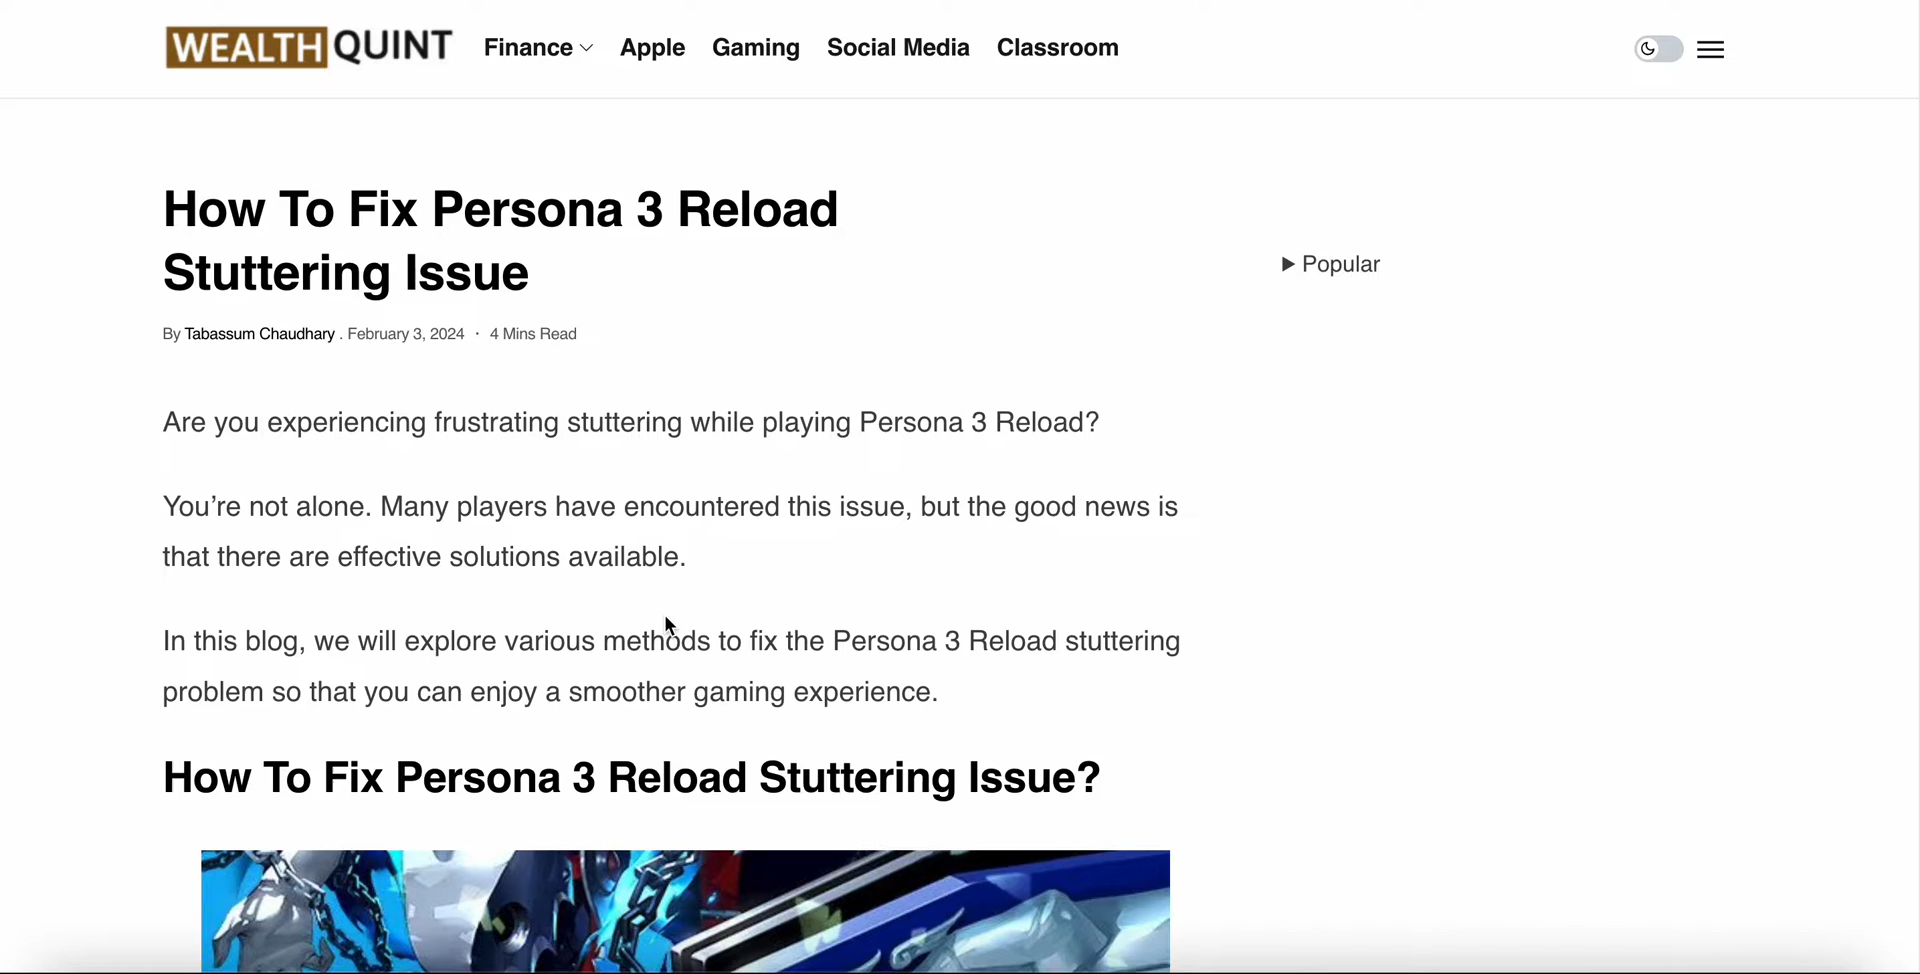 WEALTH QUINT Finance Apple Gaming Social Media Classroom
How To Fix Persona 3 Reload
Stuttering Issue
Popular
By Tabassum Chaudhary . February 3, 2024 · 4 Mins Read
Are you experiencing frustrating stuttering while playing Persona 3 Reload?
You’re not alone. Many players have encountered this issue, but the good news is
that there are effective solutions available.
In this blog, we will explore various methods to fix the Persona 3 Reload stuttering
problem so that you can enjoy a smoother gaming experience.
How To Fix Persona 3 Reload Stuttering Issue?